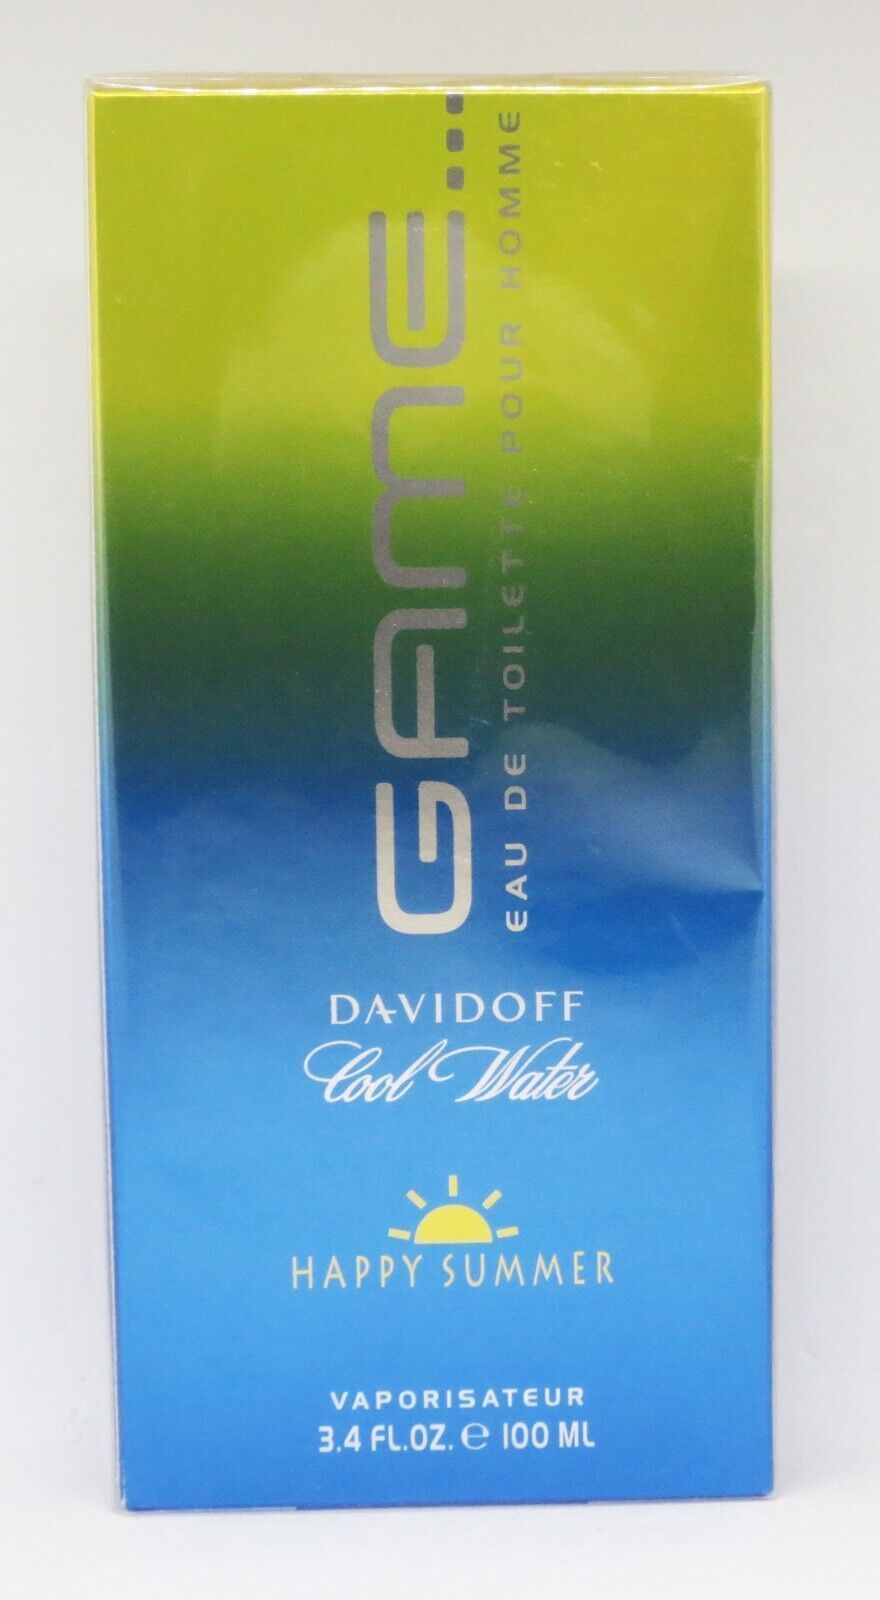 GAME...
EAU DE TOILETTE POUR HOMME
DAVIDOFF
Cool Water
HAPPY SUMMER
VAPORISATEUR
3.4 FL.OZ. ℮ 100 ML